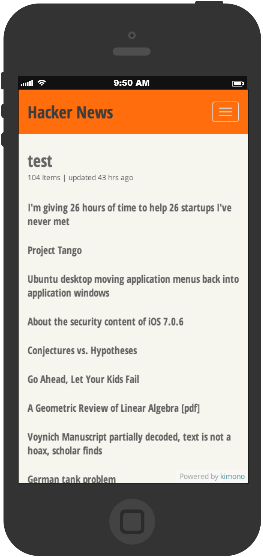 9:50 AM
Hacker News
test
104 items | updated 43 hrs ago
I'm giving 26 hours of time to help 26 startups I've
never met
Project Tango
Ubuntu desktop moving application menus back into
application windows
About the security content of iOS 7.0.6
Conjectures vs. Hypotheses
Go Ahead, Let Your Kids Fail
A Geometric Review of Linear Algebra [pdf]
Voynich Manuscript partially decoded, text is not a
hoax, scholar finds
German tank problem
Powered by kimono